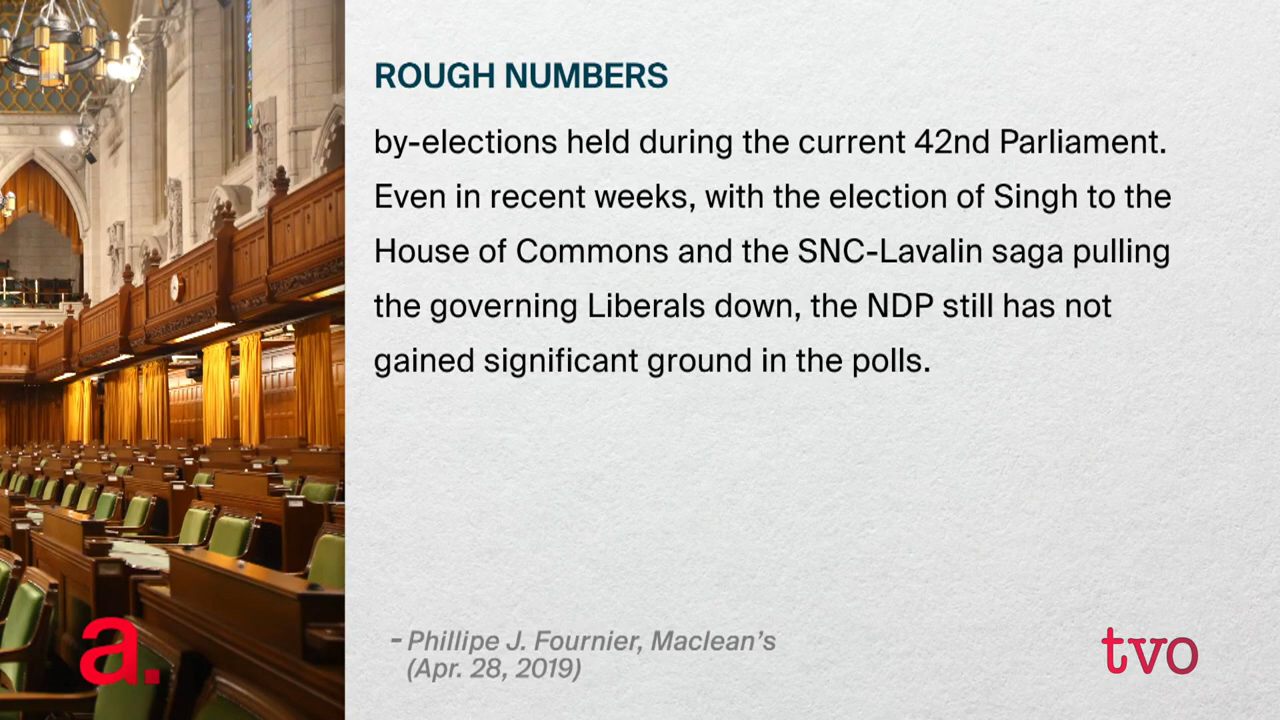 ROUGH NUMBERS
by-elections held during the current 42nd Parliament.
Even in recent weeks, with the election of Singh to the
House of Commons and the SNC-Lavalin saga pulling
the governing Liberals down, the NDP still has not
gained significant ground in the polls.
– Phillipe J. Fournier, Maclean's
(Apr. 28, 2019)
a.
tvo